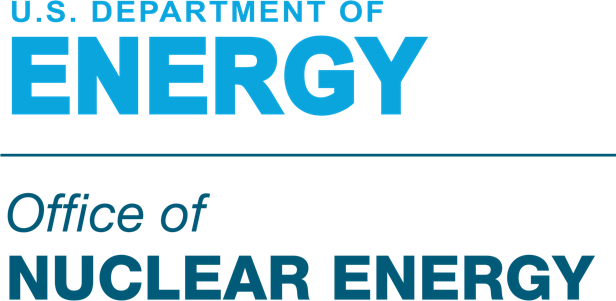 U.S. DEPARTMENT OF
ENERGY
Office of
NUCLEAR ENERGY